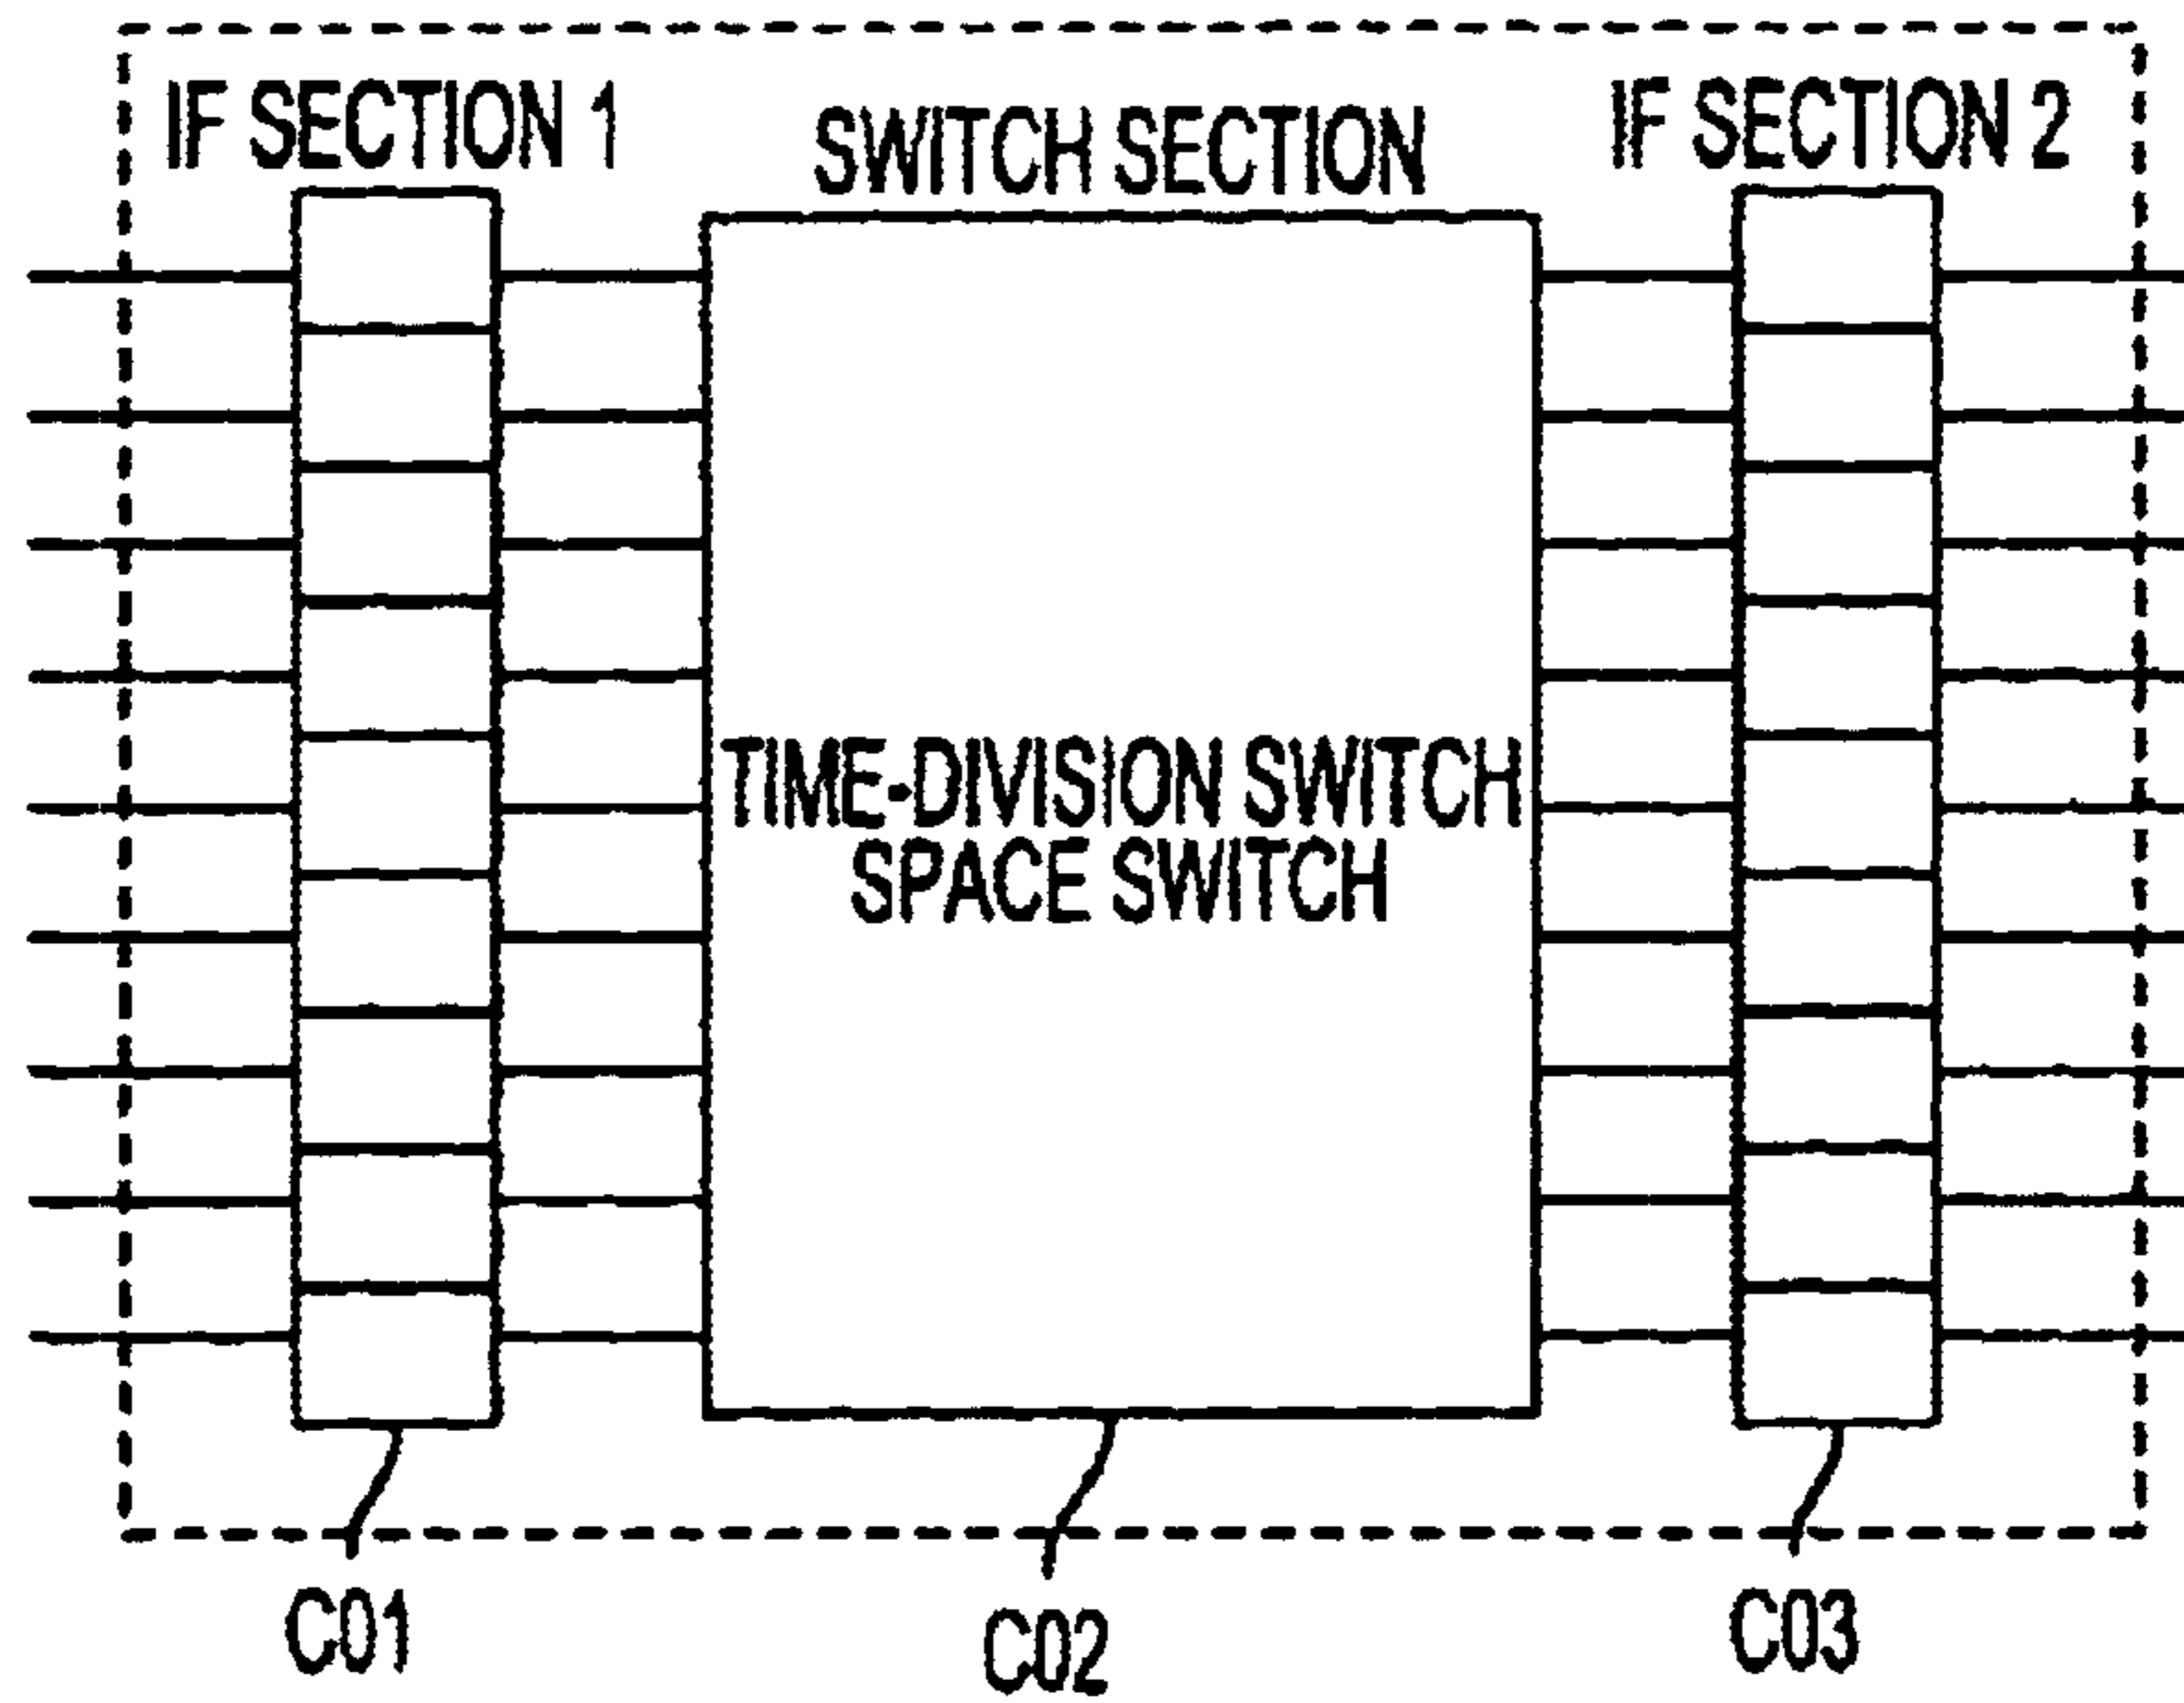 IF SECTION 1
SWITCH SECTION
IF SECTION 2
TIME-DIVISION SWITCH
SPACE SWITCH
C01
C02
C03